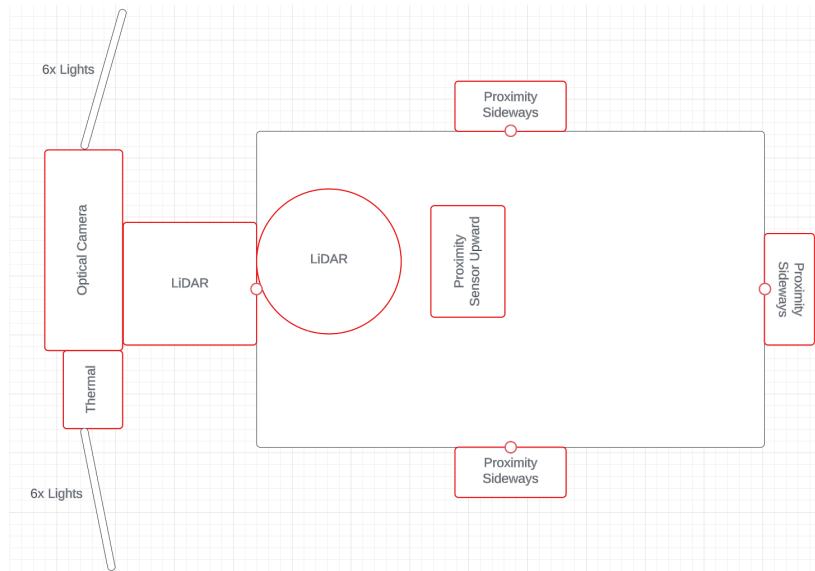 6x Lights
Proximity
Sideways
Optical Camera
LiDAR
LiDAR
Proximity
Sensor Upward
Proximity
Sideways
Thermal
6x Lights
Proximity
Sideways